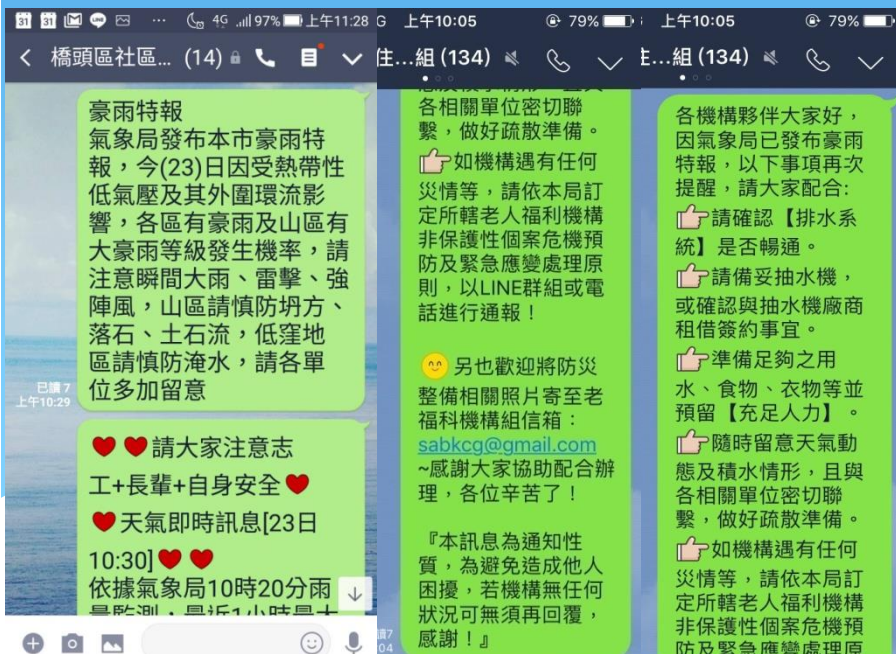 上午11:28
4G
97%
橋頭區社區... (14)
豪雨特報
氣象局發布本市豪雨特
報，今(23)日因受熱帶性
低氣壓及其外圍環流影
響，各區有豪雨及山區有
大豪雨等級發生機率，請
注意瞬間大雨、雷擊、強
陣風，山區請慎防坍方、
落石、土石流，低窪地
區請慎防淹水，請各單
位多加留意
已讀 7
上午10:29
請大家注意志
工+長輩+自身安全
天氣即時訊息[23日
10:30]
依據氣象局10時20分雨
量監測，最近1小時最大
上午10:05
79%
住...組 (134)
各相關單位密切聯
繫，做好疏散準備。
如機構遇有任何
災情等，請依本局訂
定所轄老人福利機構
非保護性個案危機預
防及緊急應變處理原
則，以LINE群組或電
話進行通報！
另也歡迎將防災
整備相關照片寄至老
福科機構組信箱：
sabkcg@gmail.com
~感謝大家協助配合辦
理，各位辛苦了！
『本訊息為通知性
質，為避免造成他人
困擾，若機構無任何
狀況可無須再回覆，
感謝！』
上午10:05
79%
...組 (134)
各機構夥伴大家好，
因氣象局已發布豪雨
特報，以下事項再次
提醒，請大家配合:
請確認【排水系
統】是否暢通。
請備妥抽水機，
或確認與抽水機廠商
租借簽約事宜。
準備足夠之用
水、食物、衣物等並
預留【充足人力】。
隨時留意天氣動
態及積水情形，且與
各相關單位密切聯
繫，做好疏散準備。
如機構遇有任何
災情等，請依本局訂
定所轄老人福利機構
非保護性個案危機預
防及緊急應變處理原